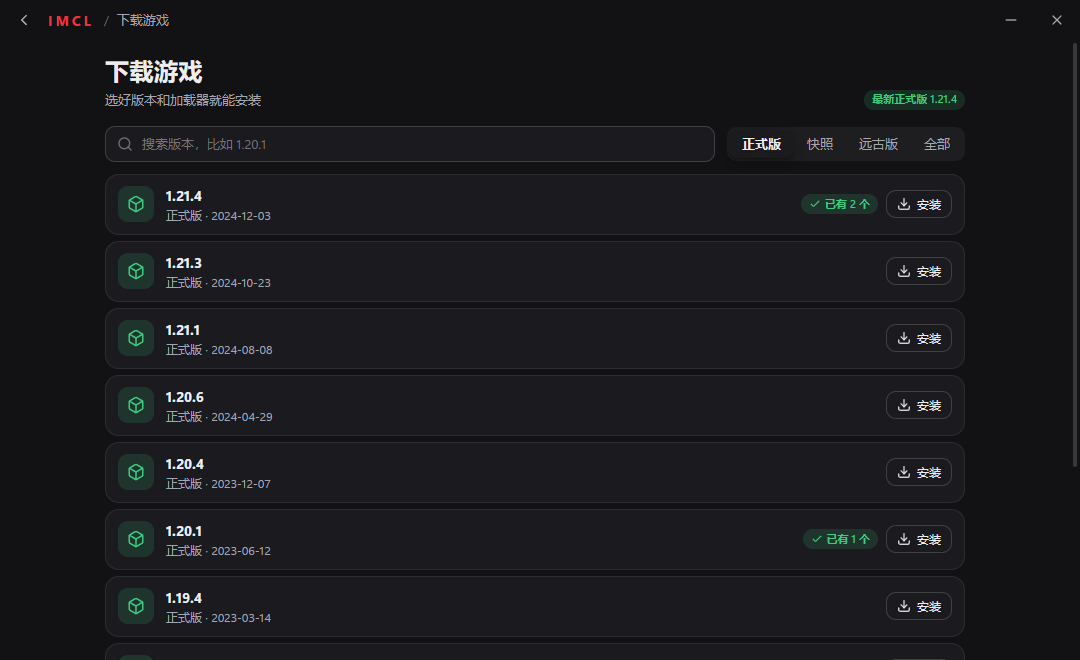 IMCL / 下载游戏
下载游戏
选好版本和加载器就能安装
最新正式版 1.21.4
搜索版本，比如 1.20.1
正式版 快照 远古版 全部
1.21.4
正式版 · 2024-12-03
已有 2 个 安装
1.21.3
正式版 · 2024-10-23
安装
1.21.1
正式版 · 2024-08-08
安装
1.20.6
正式版 · 2024-04-29
安装
1.20.4
正式版 · 2023-12-07
安装
1.20.1
正式版 · 2023-06-12
已有 1 个 安装
1.19.4
正式版 · 2023-03-14
安装